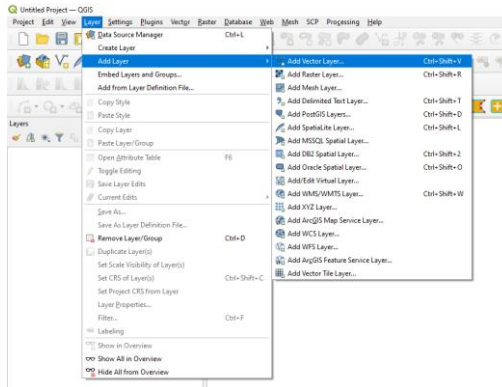 Untitled Project — QGIS
Project Edit View Layer Settings Plugins Vector Raster Database Web Mesh SCP Processing Help
Data Source Manager Ctrl+L
Create Layer
Add Layer
Embed Layers and Groups...
Add from Layer Definition File...
Copy Style
Paste Style
Copy Layer
Paste Layer/Group
Open Attribute Table F6
Toggle Editing
Save Layer Edits
Current Edits
Save As...
Save As Layer Definition File...
Remove Layer/Group Ctrl+D
Duplicate Layer(s)
Set Scale Visibility of Layer(s)
Set CRS of Layer(s) Ctrl+Shift+C
Set Project CRS from Layer
Layer Properties...
Filter... Ctrl+F
Labeling
Show in Overview
Show All in Overview
Hide All from Overview
Add Vector Layer... Ctrl+Shift+V
Add Raster Layer... Ctrl+Shift+R
Add Mesh Layer...
Add Delimited Text Layer... Ctrl+Shift+T
Add PostGIS Layers... Ctrl+Shift+D
Add SpatiaLite Layer... Ctrl+Shift+L
Add MSSQL Spatial Layer...
Add DB2 Spatial Layer... Ctrl+Shift+2
Add Oracle Spatial Layer... Ctrl+Shift+O
Add/Edit Virtual Layer...
Add WMS/WMTS Layer... Ctrl+Shift+W
Add XYZ Layer...
Add ArcGIS Map Service Layer...
Add WCS Layer...
Add WFS Layer...
Add ArcGIS Feature Service Layer...
Add Vector Tile Layer...
Layers